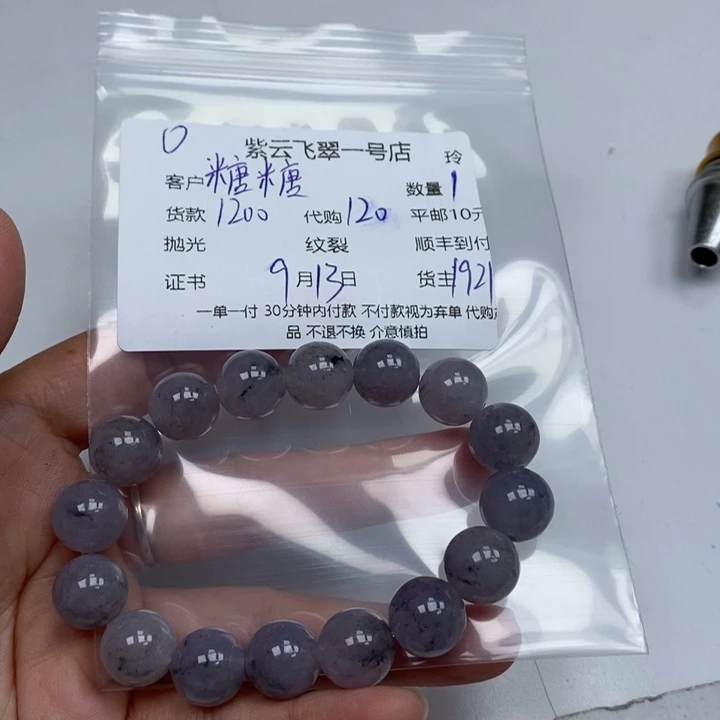 0
紫云飞翠一号店 玲
客户 糖糖 数量 1
货款 1200 代购 120 平邮10元
抛光 纹裂 顺丰到付
证书 9月13日 货主 1921
一单一付 30分钟内付款 不付款视为弃单 代购产
品 不退不换 介意慎拍